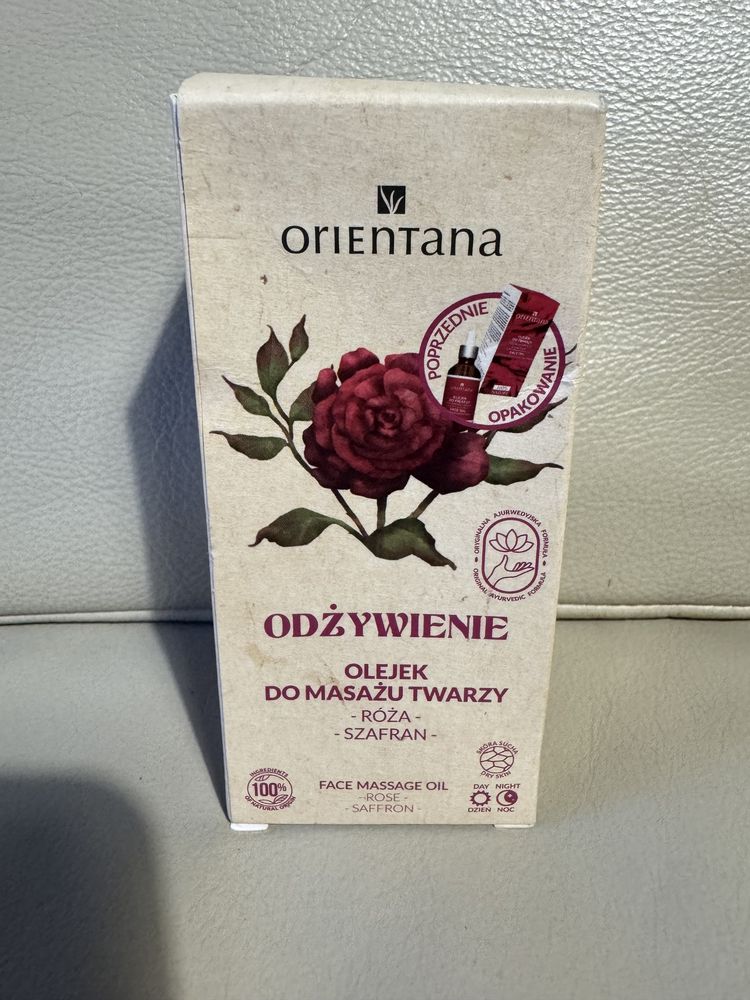 ORIENTANA
POPRZEDNIE
OPAKOWANIE
ORIENTANA
ORYGINALNA AJURWEDYJSKA FORMUŁA
ORIGINAL AYURVEDIC FORMULA
ODŻYWIENIE
OLEJEK
DO MASAŻU TWARZY
- RÓŻA -
- SZAFRAN -
SKÓRA SUCHA
DRY SKIN
INGREDIENTS
100%
OF NATURAL ORIGIN
FACE MASSAGE OIL
- ROSE -
- SAFFRON -
DAY NIGHT
DZIEŃ NOC